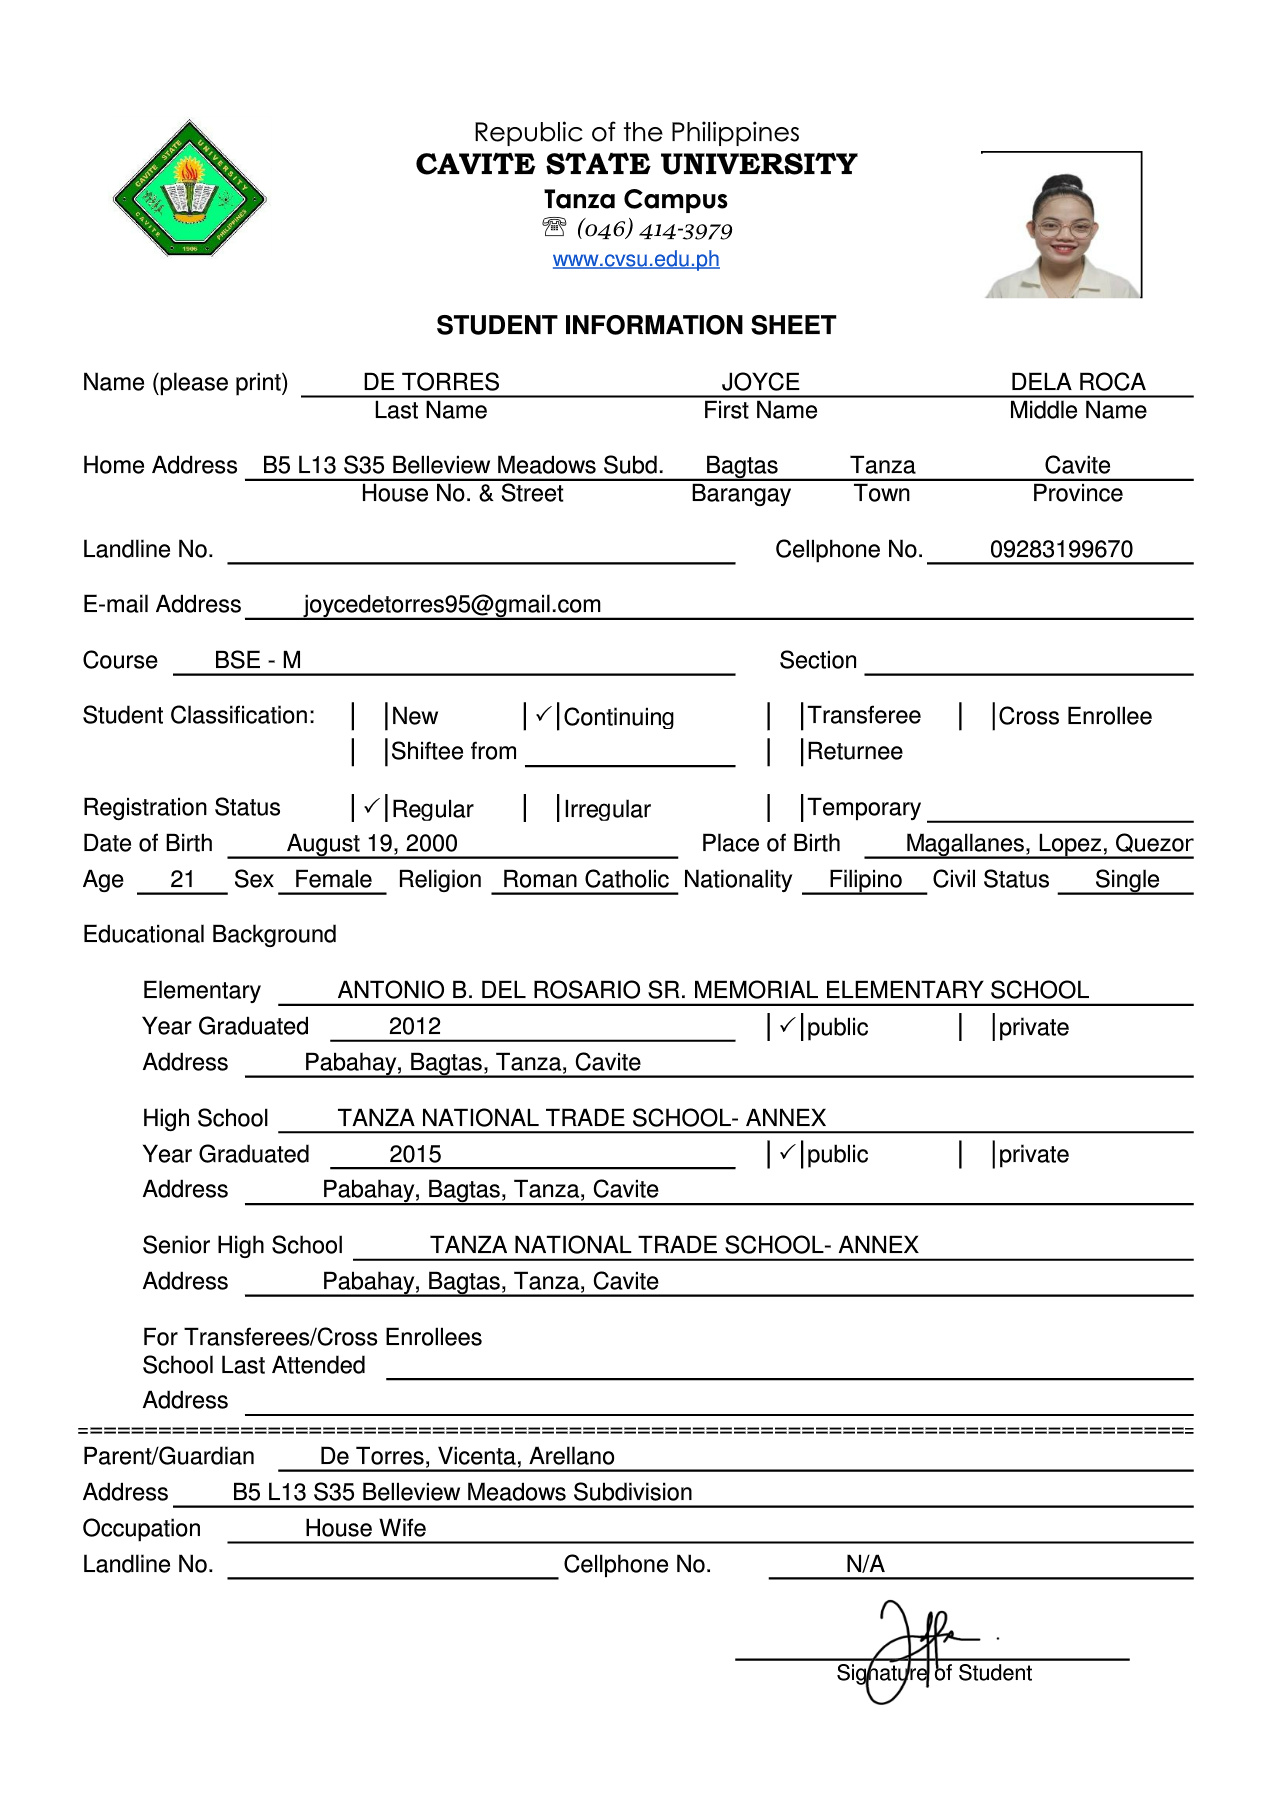 Republic of the Philippines
CAVITE STATE UNIVERSITY
Tanza Campus
☏ (046) 414-3979
www.cvsu.edu.ph
CAVITE STATE UNIVERSITY
CAVITE 1906 PHILIPPINES
STUDENT INFORMATION SHEET
Name (please print) DE TORRES JOYCE DELA ROCA
Last Name First Name Middle Name
Home Address B5 L13 S35 Belleview Meadows Subd. Bagtas Tanza Cavite
House No. & Street Barangay Town Province
Landline No. Cellphone No. 09283199670
E-mail Address joycedetorres95@gmail.com
Course BSE - M Section
Student Classification: | | New | ✓ | Continuing | | Transferee | | Cross Enrollee
| | Shiftee from | | Returnee
Registration Status | ✓ | Regular | | Irregular | | Temporary
Date of Birth August 19, 2000 Place of Birth Magallanes, Lopez, Quezon
Age 21 Sex Female Religion Roman Catholic Nationality Filipino Civil Status Single
Educational Background
Elementary ANTONIO B. DEL ROSARIO SR. MEMORIAL ELEMENTARY SCHOOL
Year Graduated 2012 | ✓ | public | | private
Address Pabahay, Bagtas, Tanza, Cavite
High School TANZA NATIONAL TRADE SCHOOL- ANNEX
Year Graduated 2015 | ✓ | public | | private
Address Pabahay, Bagtas, Tanza, Cavite
Senior High School TANZA NATIONAL TRADE SCHOOL- ANNEX
Address Pabahay, Bagtas, Tanza, Cavite
For Transferees/Cross Enrollees
School Last Attended
Address
Parent/Guardian De Torres, Vicenta, Arellano
Address B5 L13 S35 Belleview Meadows Subdivision
Occupation House Wife
Landline No. Cellphone No. N/A
Signature of Student